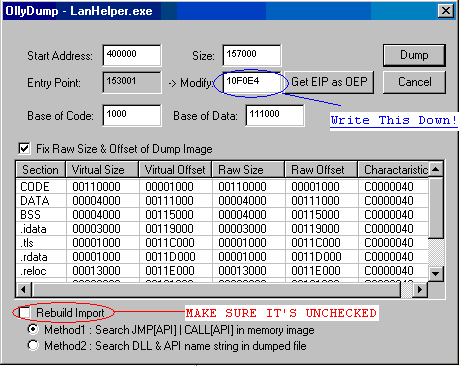 OllyDump - LanHelper.exe
Start Address: 400000 Size: 157000 Dump
Entry Point: 153001 -> Modify: 10F0E4 Get EIP as OEP Cancel
Base of Code: 1000 Base of Data: 111000
Write This Down!
Fix Raw Size & Offset of Dump Image
Section Virtual Size Virtual Offset Raw Size Raw Offset Charactaristics
CODE 00110000 00001000 00110000 00001000 C0000040
DATA 00004000 00111000 00004000 00111000 C0000040
BSS 00004000 00115000 00004000 00115000 C0000040
.idata 00003000 00119000 00003000 00119000 C0000040
.tls 00001000 0011C000 00001000 0011C000 C0000040
.rdata 00001000 0011D000 00001000 0011D000 C0000040
.reloc 00013000 0011E000 00013000 0011E000 C0000040
Rebuild Import MAKE SURE IT'S UNCHECKED
Method1 : Search JMP[API] | CALL[API] in memory image
Method2 : Search DLL & API name string in dumped file